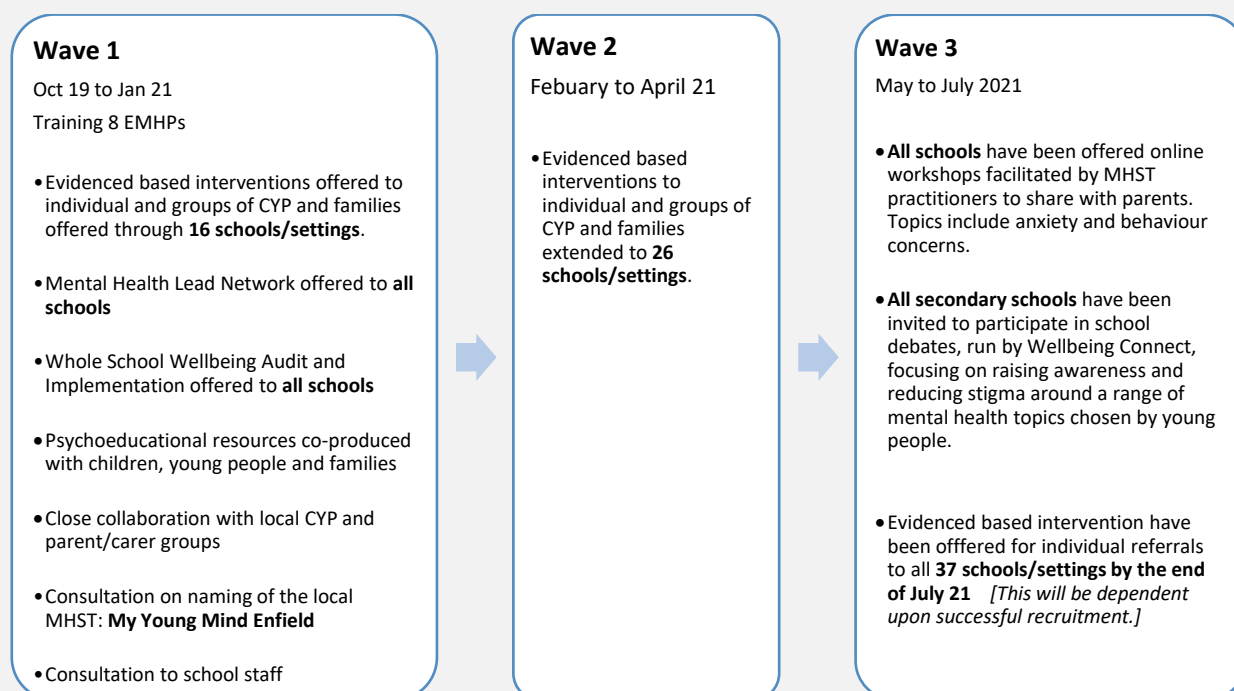 Wave 1
Oct 19 to Jan 21
Training 8 EMHPs
•Evidenced based interventions offered to
individual and groups of CYP and families
offered through 16 schools/settings.
•Mental Health Lead Network offered to all
schools
•Whole School Wellbeing Audit and
Implementation offered to all schools
•Psychoeducational resources co-produced
with children, young people and families
•Close collaboration with local CYP and
parent/carer groups
•Consultation on naming of the local
MHST: My Young Mind Enfield
•Consultation to school staff
Wave 2
Febuary to April 21
•Evidenced based
interventions to
individual and groups of
CYP and families
extended to 26
schools/settings.
Wave 3
May to July 2021
•All schools have been offered online
workshops facilitated by MHST
practitioners to share with parents.
Topics include anxiety and behaviour
concerns.
•All secondary schools have been
invited to participate in school
debates, run by Wellbeing Connect,
focusing on raising awareness and
reducing stigma around a range of
mental health topics chosen by young
people.
•Evidenced based intervention have
been offfered for individual referrals
to all 37 schools/settings by the end
of July 21 [This will be dependent
upon successful recruitment.]